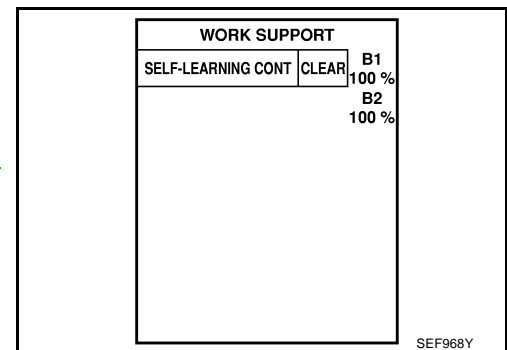 WORK SUPPORT
SELF-LEARNING CONT CLEAR B1
100 %
B2
100 %
SEF968Y